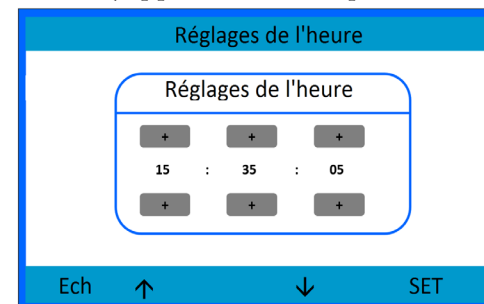 Réglages de l'heure
Réglages de l'heure
+ + +
15 : 35 : 05
+ + +
Ech ↑ ↓ SET